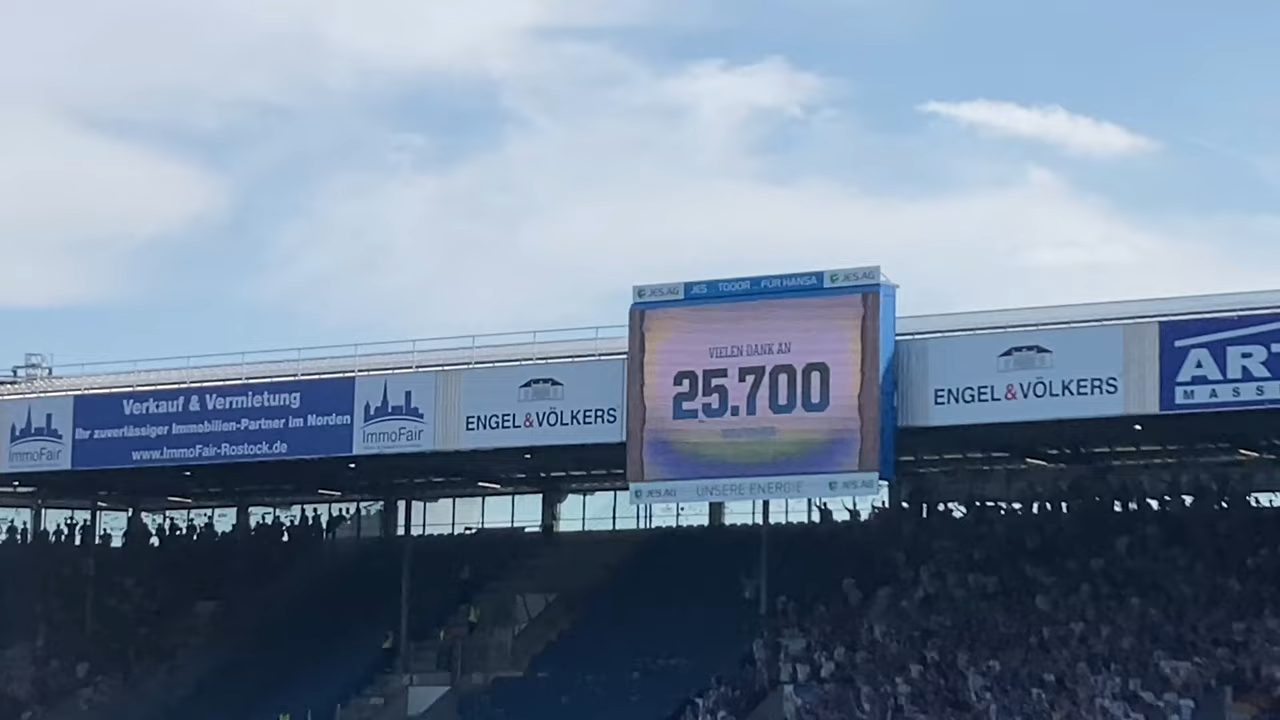 JES.AG JES... TOOOR... FÜR HANSA JES.AG
VIELEN DANK AN
25.700
JES.AG UNSERE ENERGIE JES.AG
ImmoFair
Verkauf & Vermietung
Ihr zuverlässiger Immobilien-Partner im Norden
www.ImmoFair-Rostock.de
ImmoFair
ENGEL&VÖLKERS
ENGEL&VÖLKERS
ART
MASSI